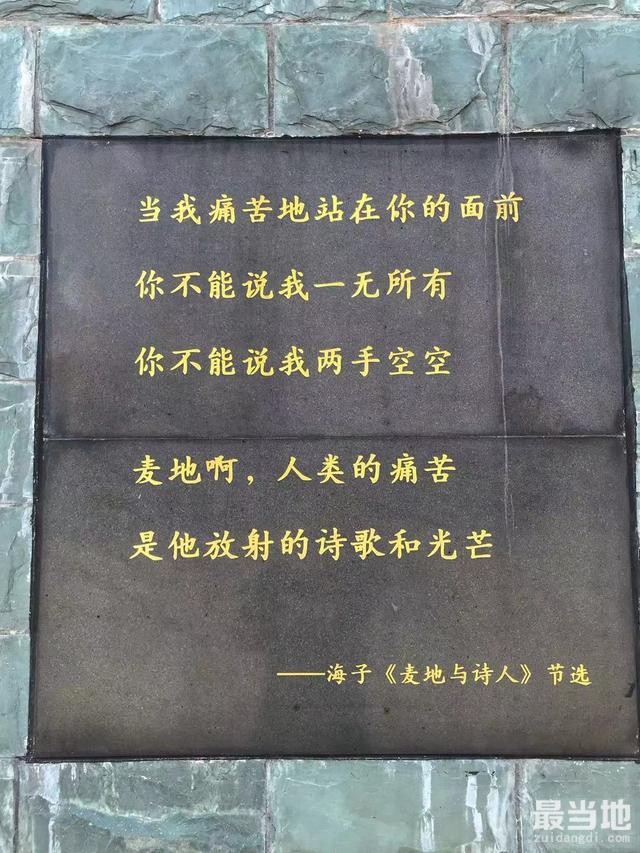 当我痛苦地站在你的面前
你不能说我一无所有
你不能说我两手空空
麦地啊，人类的痛苦
是他放射的诗歌和光芒
——海子《麦地与诗人》节选
最当地
zuidangdi.com